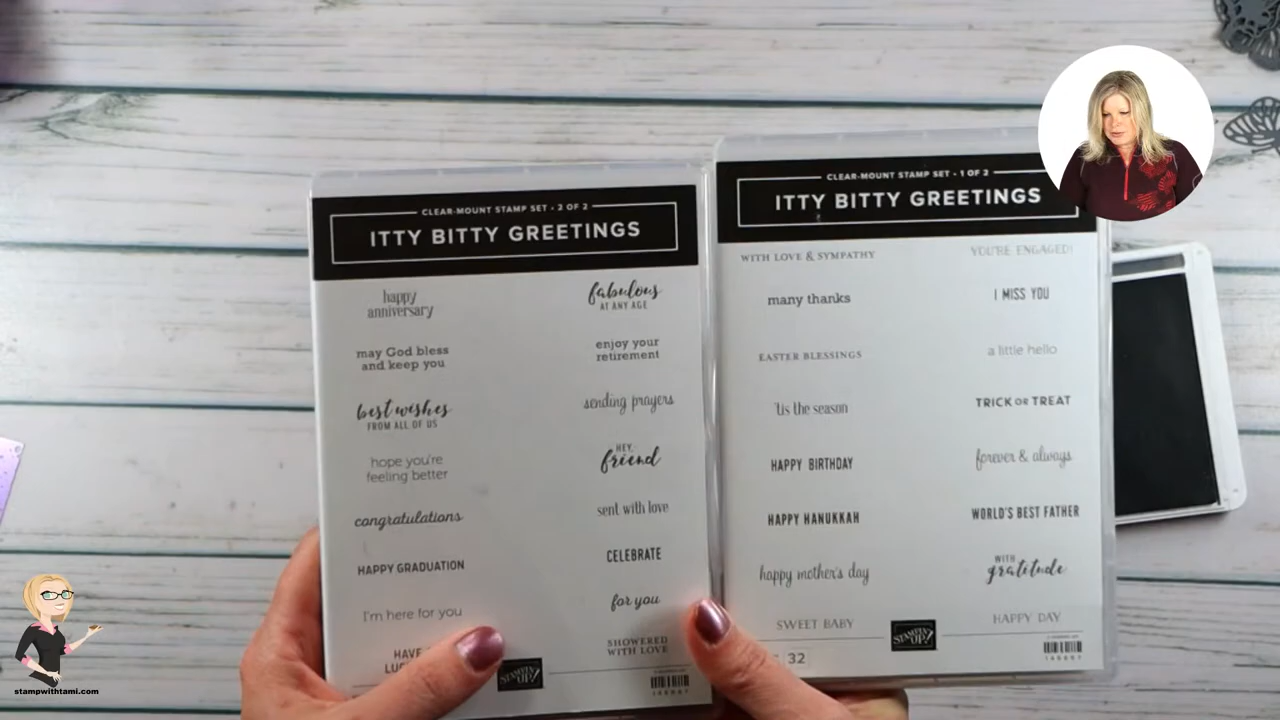 CLEAR-MOUNT STAMP SET - 2 OF 2
ITTY BITTY GREETINGS
happy
anniversary
fabulous
AT ANY AGE
may God bless
and keep you
enjoy your
retirement
best wishes
FROM ALL OF US
sending prayers
hope you're
feeling better
HEY,
friend
congratulations
sent with love
HAPPY GRADUATION
CELEBRATE
I'm here for you
for you
HAVE
SHOWERED
WITH LOVE
STAMPIN' UP!
CLEAR-MOUNT STAMP SET - 1 OF 2
ITTY BITTY GREETINGS
WITH LOVE & SYMPATHY
YOU'RE ENGAGED!
many thanks
I MISS YOU
EASTER BLESSINGS
a little hello
'tis the season
TRICK OR TREAT
HAPPY BIRTHDAY
forever & always
HAPPY HANUKKAH
WORLD'S BEST FATHER
happy mother's day
WITH
gratitude
SWEET BABY
HAPPY DAY
STAMPIN' UP!
32
stampwithtami.com